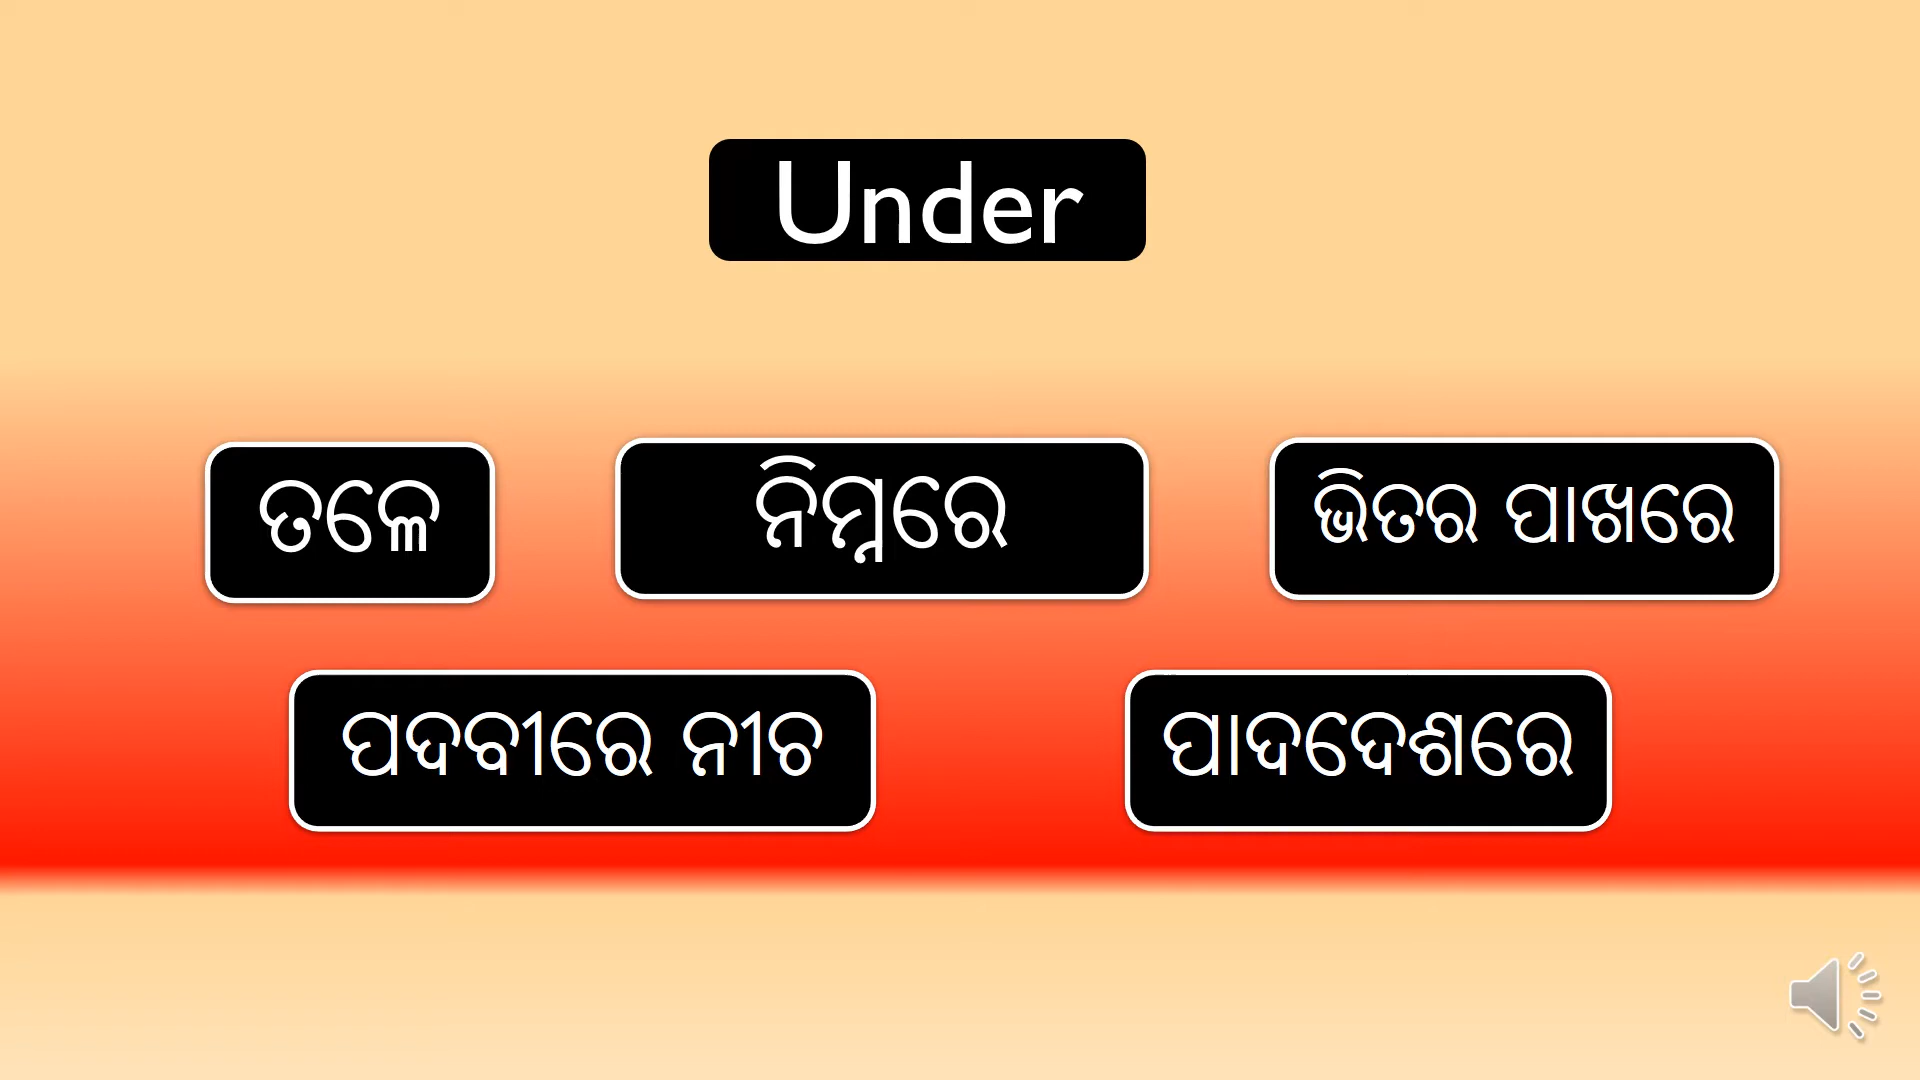 Under
ତଳେ
ନିମ୍ନରେ
ଭିତର ପାଖରେ
ପଦବୀରେ ନୀଚ
ପାଦଦେଶରେ